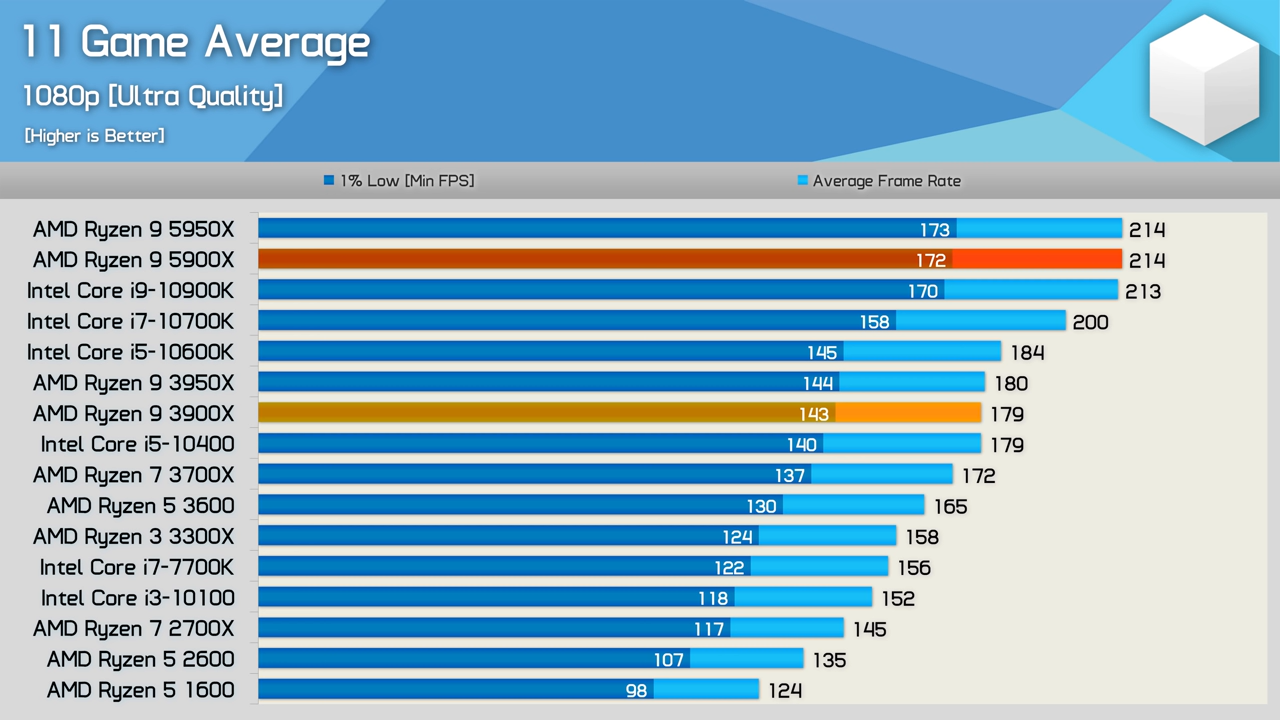 11 Game Average
1080p [Ultra Quality]
[Higher is Better]
1% Low [Min FPS] Average Frame Rate
AMD Ryzen 9 5950X 173 214
AMD Ryzen 9 5900X 172 214
Intel Core i9-10900K 170 213
Intel Core i7-10700K 158 200
Intel Core i5-10600K 145 184
AMD Ryzen 9 3950X 144 180
AMD Ryzen 9 3900X 143 179
Intel Core i5-10400 140 179
AMD Ryzen 7 3700X 137 172
AMD Ryzen 5 3600 130 165
AMD Ryzen 3 3300X 124 158
Intel Core i7-7700K 122 156
Intel Core i3-10100 118 152
AMD Ryzen 7 2700X 117 145
AMD Ryzen 5 2600 107 135
AMD Ryzen 5 1600 98 124